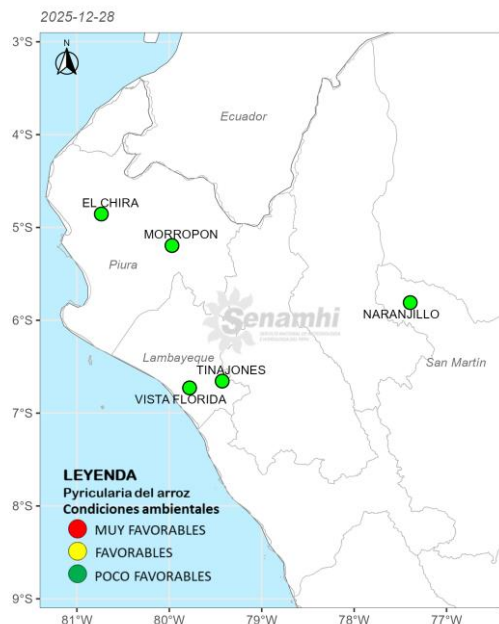 2025-12-28
3°S
N
Ecuador
4°S
EL CHIRA
5°S
MORROPON
Piura
NARANJILLO
6°S
Senamhi
Lambayeque
San Martín
TINAJONES
VISTA FLORIDA
7°S
LEYENDA
Pyricularia del arroz
Condiciones ambientales
8°S
MUY FAVORABLES
FAVORABLES
POCO FAVORABLES
9°S
81°W 80°W 79°W 78°W 77°W